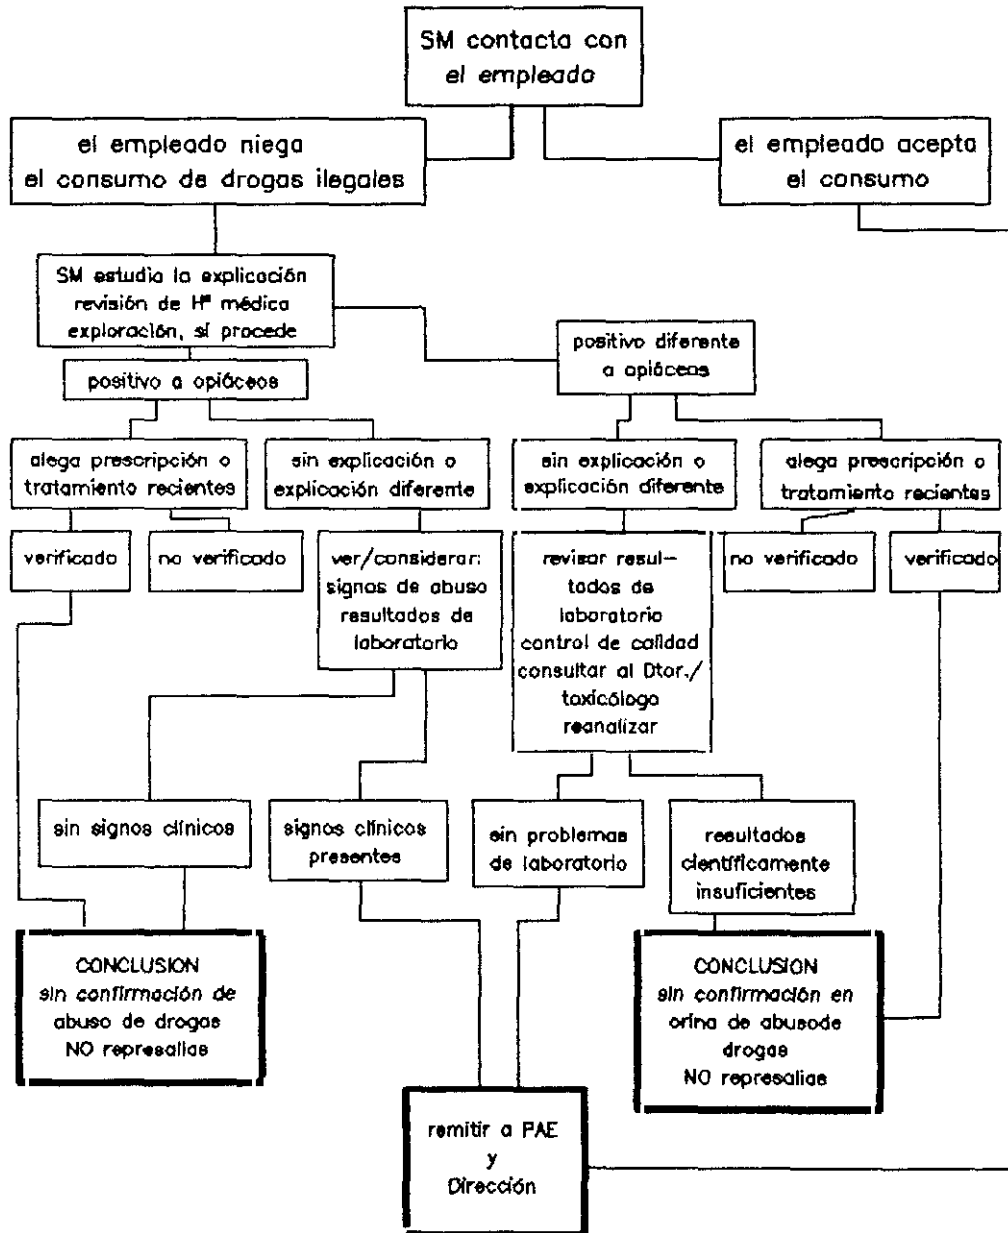 SM contacta con
el empleado
el empleado niega
el consumo de drogas ilegales
el empleado acepta
el consumo
SM estudia la explicación
revisión de Hª médica
exploración, sí procede
positivo diferente
a opiáceos
positivo a opiáceos
alega prescripción o
tratamiento recientes
sin explicación o
explicación diferente
sin explicación o
explicación diferente
alega prescripción o
tratamiento recientes
verificado
no verificado
ver/considerar:
signos de abuso
resultados de
laboratorio
revisar resul-
tados de
laboratorio
control de calidad
consultar al Dtor./
toxicólogo
reanalizar
no verificado
verificado
sin signos clínicos
signos clínicos
presentes
sin problemas
de laboratorio
resultados
científicamente
insuficientes
CONCLUSION
sin confirmación de
abuso de drogas
NO represalias
CONCLUSION
sin confirmación en
orina de abusode
drogas
NO represalias
remitir a PAE
y
Dirección